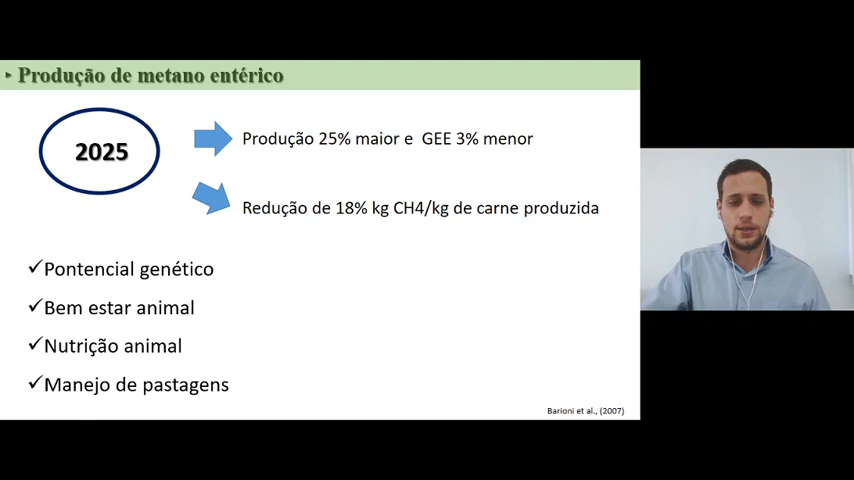 Produção de metano entérico
2025
Produção 25% maior e GEE 3% menor
Redução de 18% kg CH4/kg de carne produzida
✓Pontencial genético
✓Bem estar animal
✓Nutrição animal
✓Manejo de pastagens
Barioni et al., (2007)